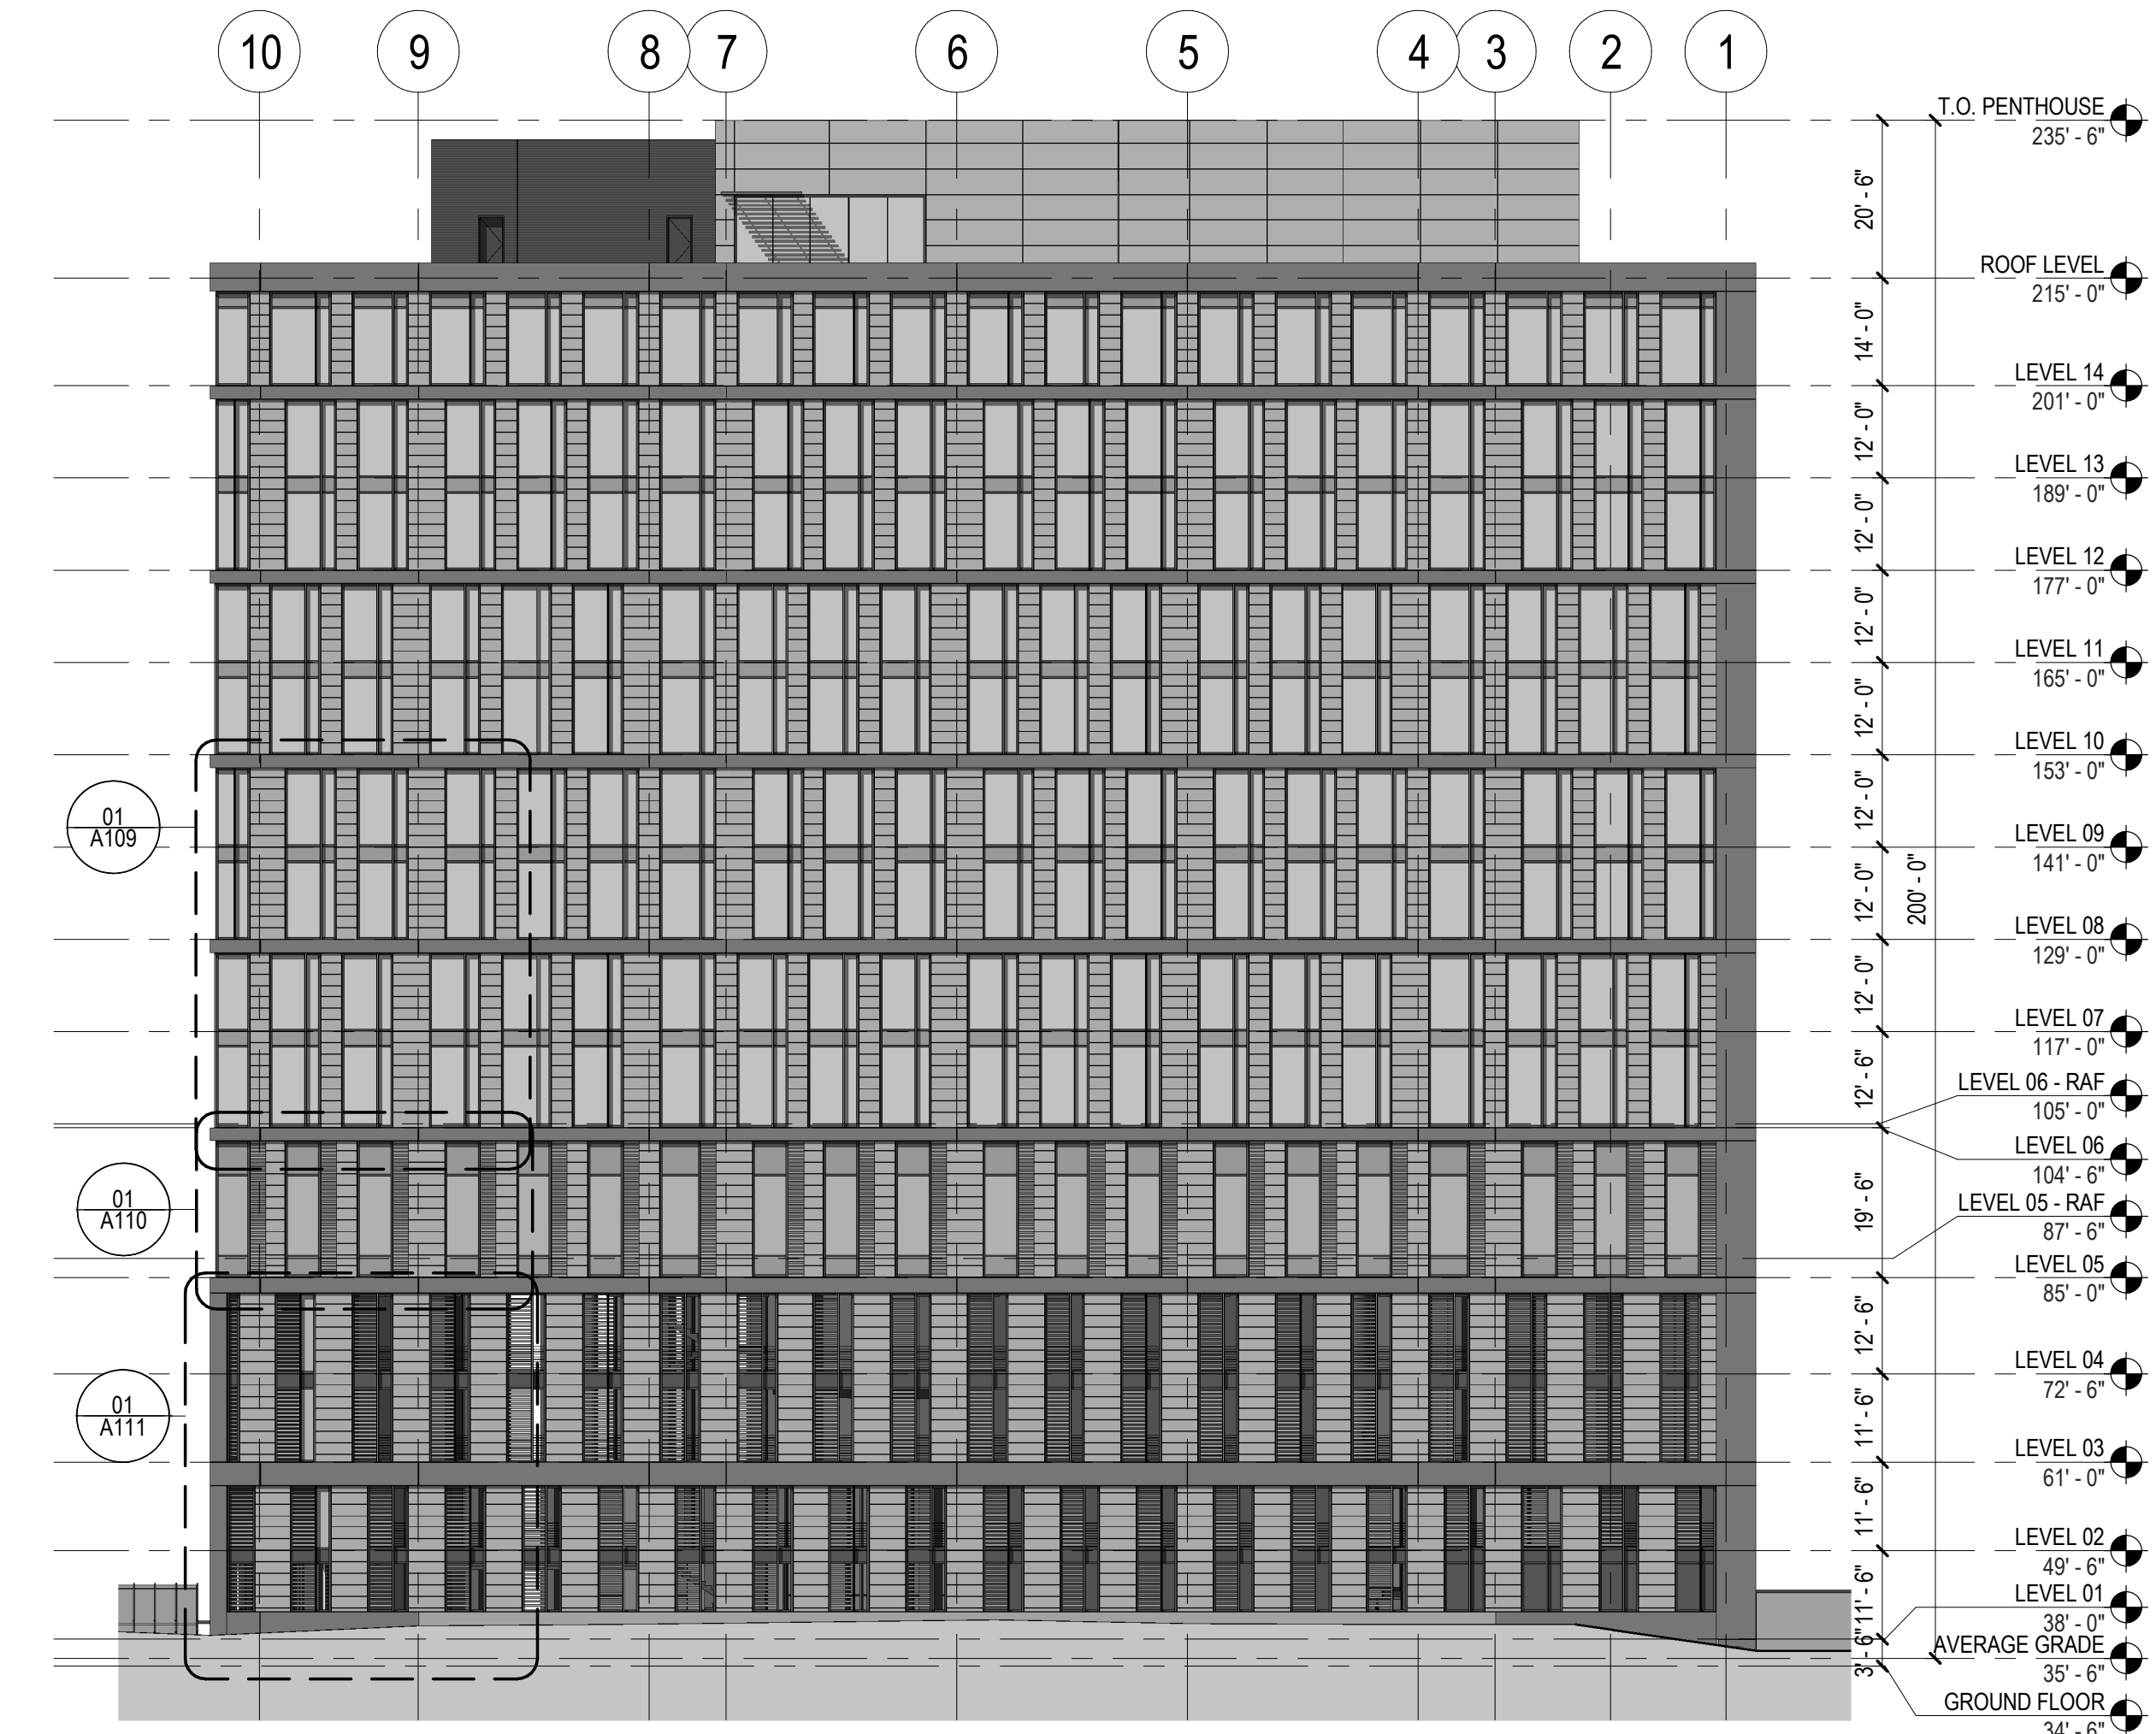 10 9 8 7 6 5 4 3 2 1
T.O. PENTHOUSE
235' - 6"
20' - 6"
ROOF LEVEL
215' - 0"
14' - 0"
LEVEL 14
201' - 0"
12' - 0"
LEVEL 13
189' - 0"
12' - 0"
LEVEL 12
177' - 0"
12' - 0"
LEVEL 11
165' - 0"
12' - 0"
LEVEL 10
153' - 0"
12' - 0"
01
A109
LEVEL 09
141' - 0"
12' - 0"
200' - 0"
LEVEL 08
129' - 0"
12' - 0"
LEVEL 07
117' - 0"
12' - 6"
LEVEL 06 - RAF
105' - 0"
LEVEL 06
104' - 6"
19' - 6"
01
A110
LEVEL 05 - RAF
87' - 6"
LEVEL 05
85' - 0"
12' - 6"
LEVEL 04
72' - 6"
11' - 6"
01
A111
LEVEL 03
61' - 0"
11' - 6"
LEVEL 02
49' - 6"
11' - 6"
LEVEL 01
38' - 0"
3' - 6"
AVERAGE GRADE
35' - 6"
GROUND FLOOR
34' - 6"